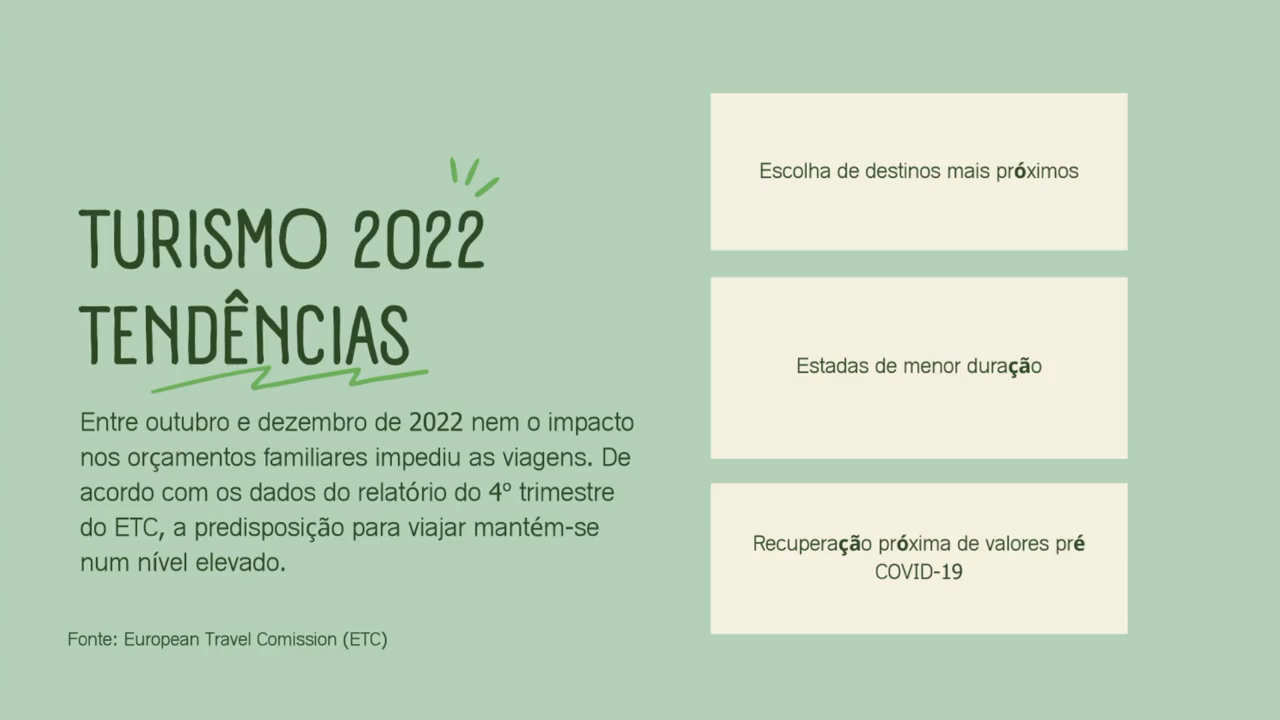 TURISMO 2022
TENDÊNCIAS
Entre outubro e dezembro de 2022 nem o impacto
nos orçamentos familiares impediu as viagens. De
acordo com os dados do relatório do 4º trimestre
do ETC, a predisposição para viajar mantém-se
num nível elevado.
Fonte: European Travel Comission (ETC)
Escolha de destinos mais próximos
Estadas de menor duração
Recuperação próxima de valores pré
COVID-19